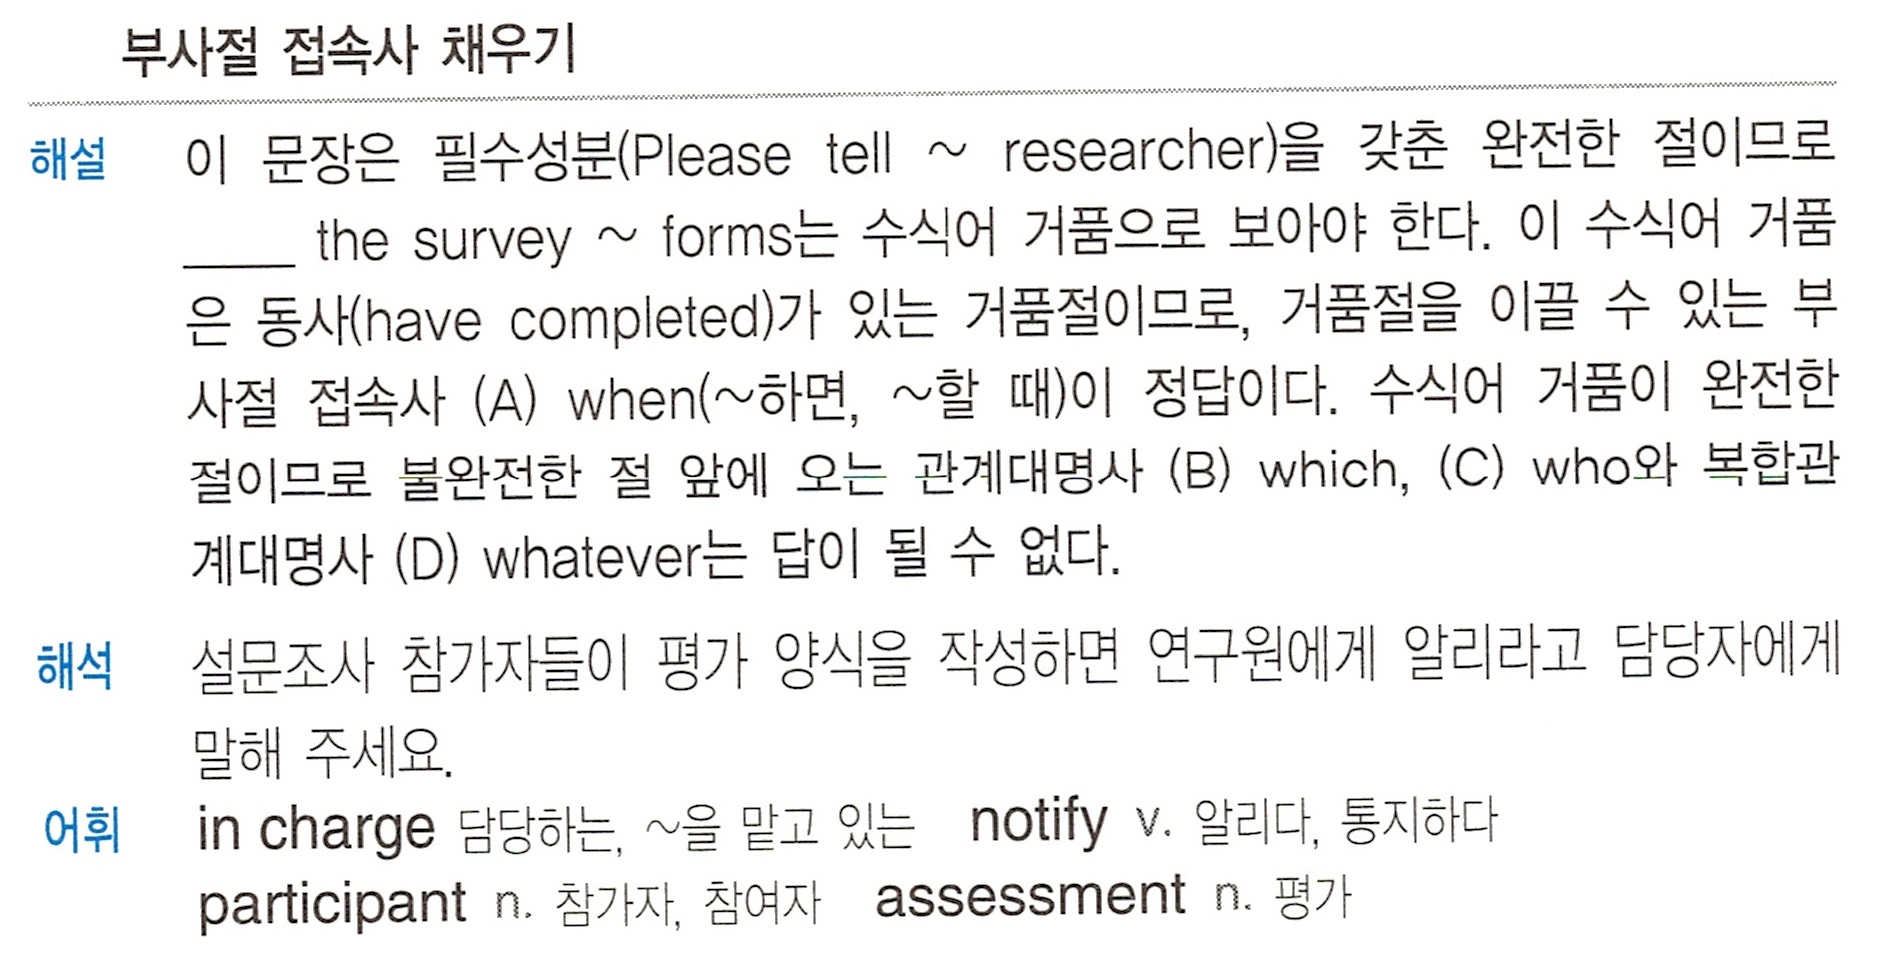 부사절 접속사 채우기
해설 이 문장은 필수성분(Please tell ~ researcher)을 갖춘 완전한 절이므로
____ the survey ~ forms는 수식어 거품으로 보아야 한다. 이 수식어 거품
은 동사(have completed)가 있는 거품절이므로, 거품절을 이끌 수 있는 부
사절 접속사 (A) when(~하면, ~할 때)이 정답이다. 수식어 거품이 완전한
절이므로 불완전한 절 앞에 오는 관계대명사 (B) which, (C) who와 복합관
계대명사 (D) whatever는 답이 될 수 없다.
해석 설문조사 참가자들이 평가 양식을 작성하면 연구원에게 알리라고 담당자에게
말해 주세요.
어휘 in charge 담당하는, ~을 맡고 있는 notify v. 알리다, 통지하다
participant n. 참가자, 참여자 assessment n. 평가